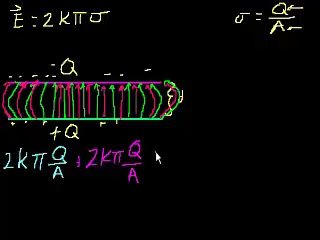 E⃗ = 2Kπσ
σ = Q/A
-Q
d
+Q
2Kπ Q/A + 2Kπ Q/A